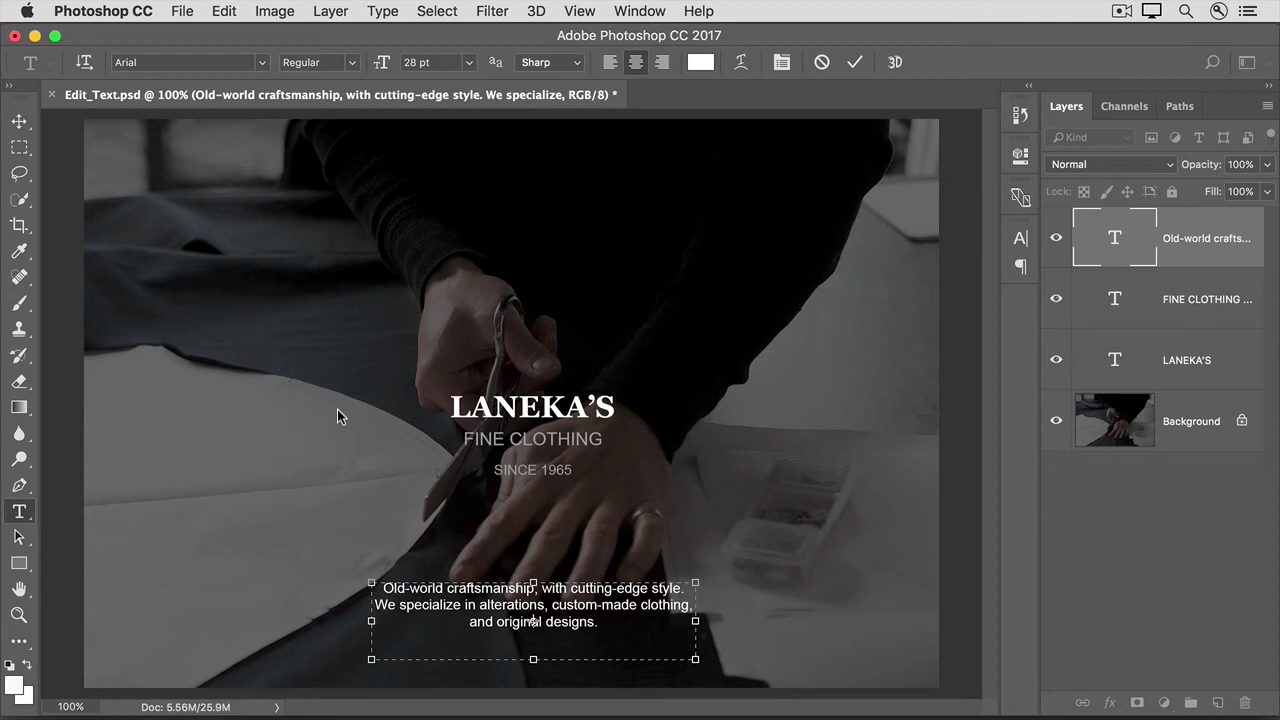 Photoshop CC File Edit Image Layer Type Select Filter 3D View Window Help
Adobe Photoshop CC 2017
T Arial Regular 28 pt aa Sharp 3D
Edit_Text.psd @ 100% (Old-world craftsmanship, with cutting-edge style. We specialize, RGB/8) *
Layers Channels Paths
Kind
Normal Opacity: 100%
Lock: Fill: 100%
T Old-world crafts...
T FINE CLOTHING ...
T LANEKA'S
Background
LANEKA'S
FINE CLOTHING
SINCE 1965
Old-world craftsmanship, with cutting-edge style.
We specialize in alterations, custom-made clothing,
and original designs.
100% Doc: 5.56M/25.9M